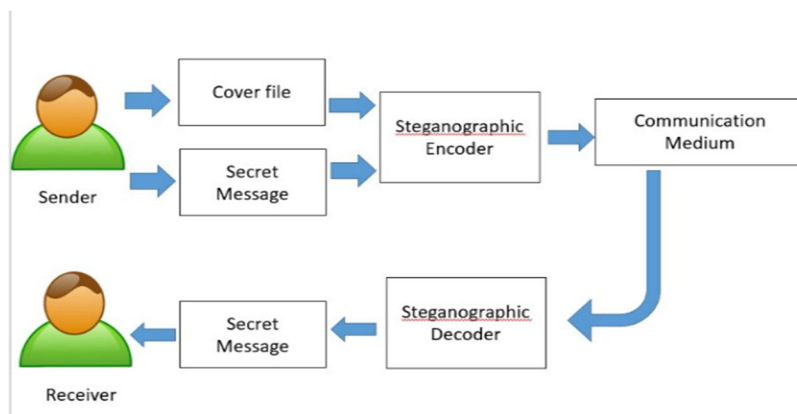 Cover file
Steganographic
Encoder
Communication
Medium
Secret
Message
Sender
Secret
Message
Steganographic
Decoder
Receiver